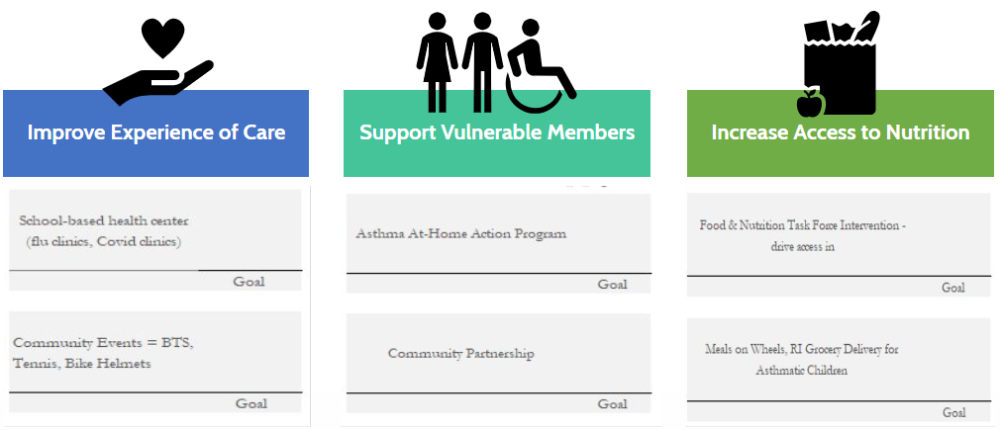 Improve Experience of Care
School-based health center
(flu clinics, Covid clinics)
Goal
Community Events = BTS,
Tennis, Bike Helmets
Goal
Support Vulnerable Members
Asthma At-Home Action Program
Goal
Community Partnership
Goal
Increase Access to Nutrition
Food & Nutrition Task Force Intervention -
drive access in
Goal
Meals on Wheels, RI Grocery Delivery for
Asthmatic Children
Goal